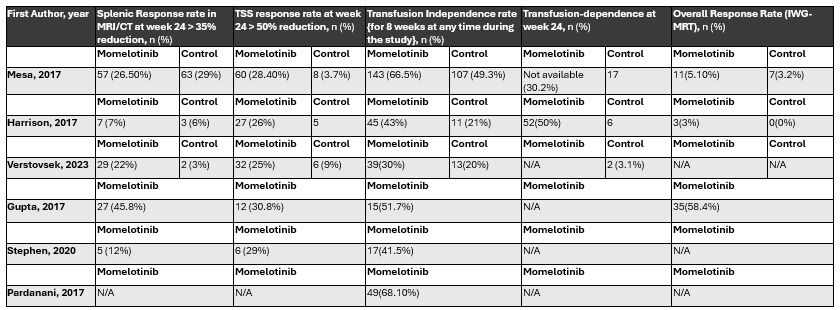 First Author, year | Splenic Response rate in MRI/CT at week 24 > 35% reduction, n (%) | TSS response rate at week 24 > 50% reduction, n (%) | Transfusion Independence rate {for 8 weeks at any time during the study}, n (%) | Transfusion-dependence at week 24, n (%) | Overall Response Rate (IWG-MRT), n (%)
Momelotinib | Control | Momelotinib | Control | Momelotinib | Control | Momelotinib | Control | Momelotinib | Control
Mesa, 2017 | 57 (26.50%) | 63 (29%) | 60 (28.40%) | 8 (3.7%) | 143 (66.5%) | 107 (49.3%) | Not available (30.2%) | 17 | 11(5.10%) | 7(3.2%)
Momelotinib | Control | Momelotinib | Control | Momelotinib | Control | Momelotinib | Control | Momelotinib | Control
Harrison, 2017 | 7 (7%) | 3 (6%) | 27 (26%) | 5 | 45 (43%) | 11 (21%) | 52(50%) | 6 | 3(3%) | 0(0%)
Momelotinib | Control | Momelotinib | Control | Momelotinib | Control | Momelotinib | Control | Momelotinib | Control
Verstovsek, 2023 | 29 (22%) | 2 (3%) | 32 (25%) | 6 (9%) | 39(30%) | 13(20%) | N/A | 2 (3.1%) | N/A | N/A
Momelotinib | Momelotinib | Momelotinib | Momelotinib | Momelotinib
Gupta, 2017 | 27 (45.8%) | 12 (30.8%) | 15(51.7%) | N/A | 35(58.4%)
Momelotinib | Momelotinib | Momelotinib | Momelotinib | Momelotinib
Stephen, 2020 | 5 (12%) | 6 (29%) | 17(41.5%) | N/A | N/A
Momelotinib | Momelotinib | Momelotinib | Momelotinib | Momelotinib
Pardanani, 2017 | N/A | N/A | 49(68.10%) | N/A | N/A